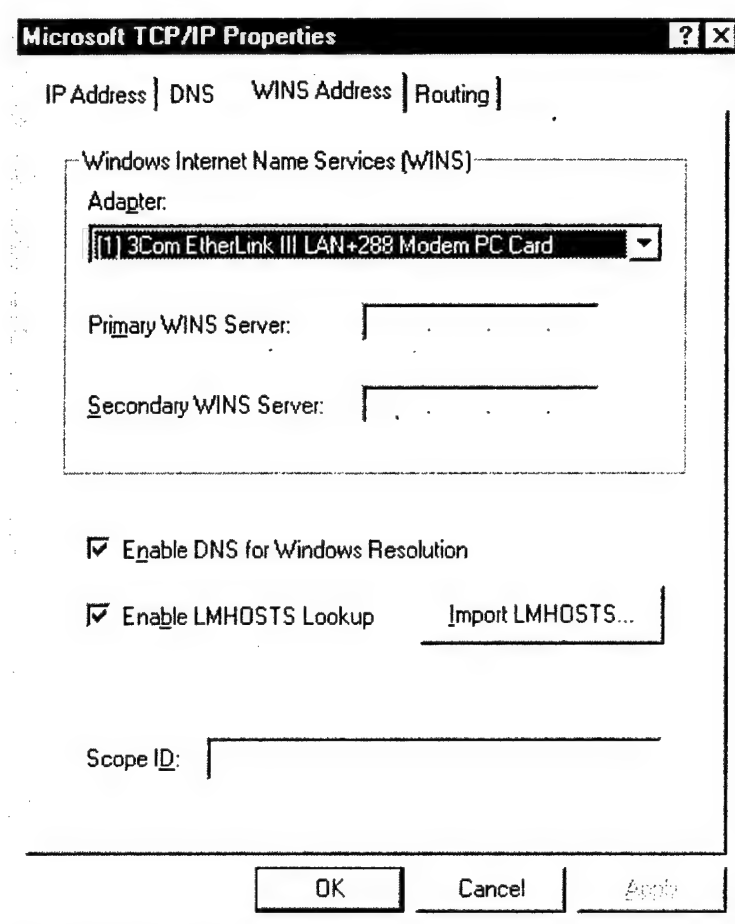 Microsoft TCP/IP Properties ? X
IP Address DNS WINS Address Routing
Windows Internet Name Services (WINS)
Adapter:
[1] 3Com EtherLink III LAN+288 Modem PC Card
Primary WINS Server:
Secondary WINS Server:
Enable DNS for Windows Resolution
Enable LMHOSTS Lookup Import LMHOSTS...
Scope ID:
OK Cancel Apply